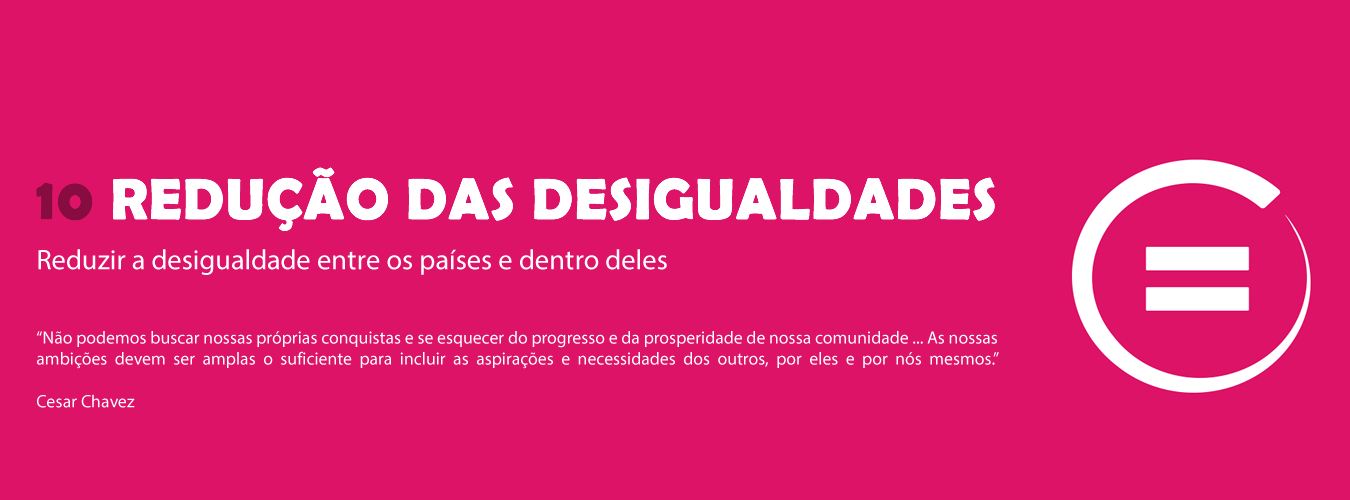 10 REDUÇÃO DAS DESIGUALDADES
Reduzir a desigualdade entre os países e dentro deles
“Não podemos buscar nossas próprias conquistas e se esquecer do progresso e da prosperidade de nossa comunidade ... As nossas
ambições devem ser amplas o suficiente para incluir as aspirações e necessidades dos outros, por eles e por nós mesmos.”
Cesar Chavez